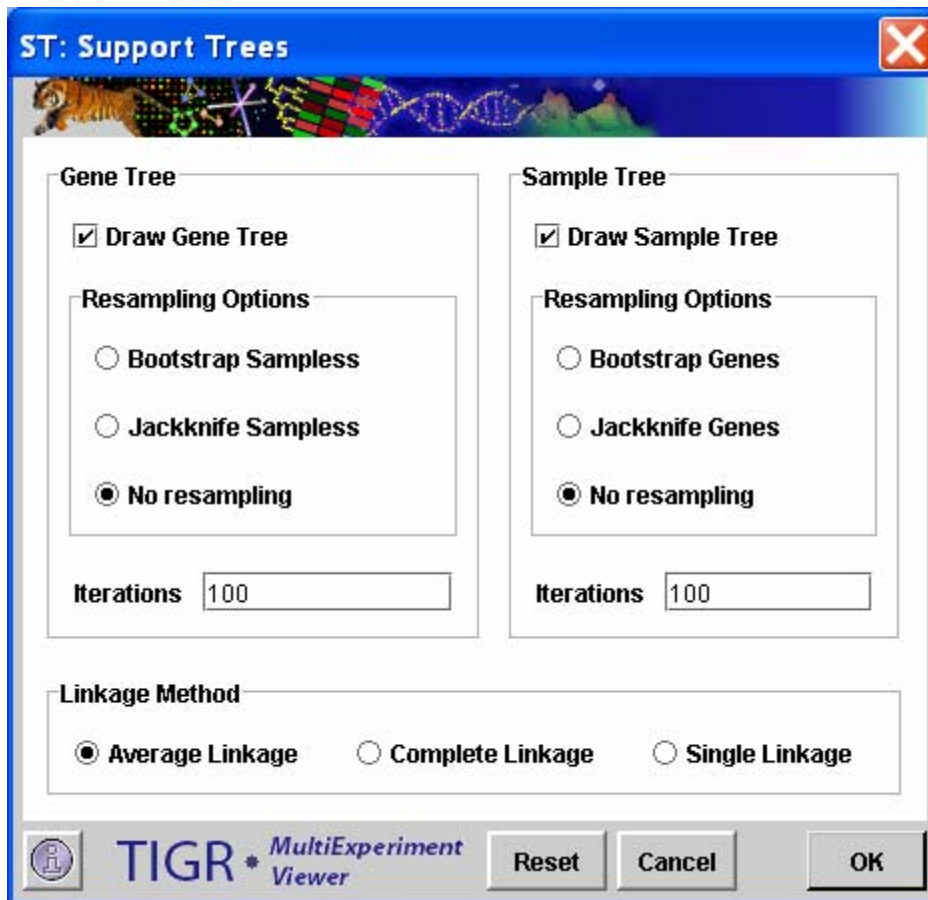 ST: Support Trees
Gene Tree
Draw Gene Tree
Resampling Options
Bootstrap Sampless
Jackknife Sampless
No resampling
Iterations 100
Sample Tree
Draw Sample Tree
Resampling Options
Bootstrap Genes
Jackknife Genes
No resampling
Iterations 100
Linkage Method
Average Linkage Complete Linkage Single Linkage
TIGR • MultiExperiment
Viewer
Reset Cancel OK